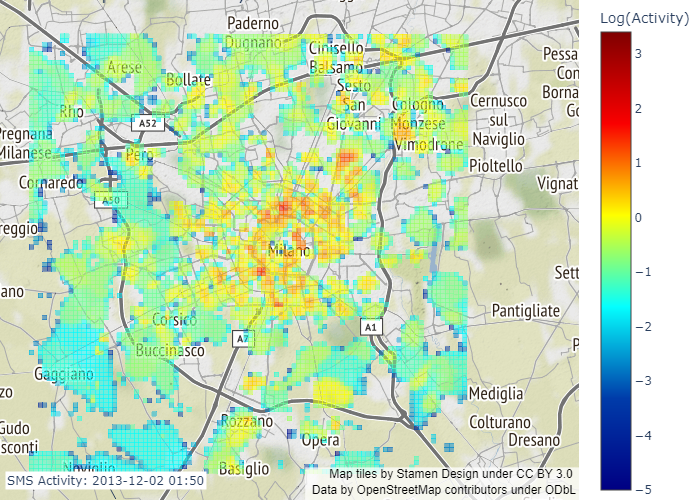 Log(Activity)
3
2
1
0
−1
−2
−3
−4
−5
Paderno
Dugnano
Cinisello
Balsamo
Arese
Bollate
Sesto
San
Giovanni
Cologno
Monzese
Vimodrone
Cernusco
sul
Naviglio
Pessa
Con
Borna
Go
Rho
A52
Pregnana
Milanese
Pero
Pioltello
Cornaredo
A50
Vignat
reggio
Milano
Sett
ano
Pantigliate
Corsico
A7
A1
Buccinasco
P
Gaggiano
zo
Mediglia
Rozzano
Colturano
Gudo
sconti
Opera
Dresano
Noviglio
Basiglio
SMS Activity: 2013-12-02 01:50
Map tiles by Stamen Design under CC BY 3.0
Data by OpenStreetMap contributors under ODbL